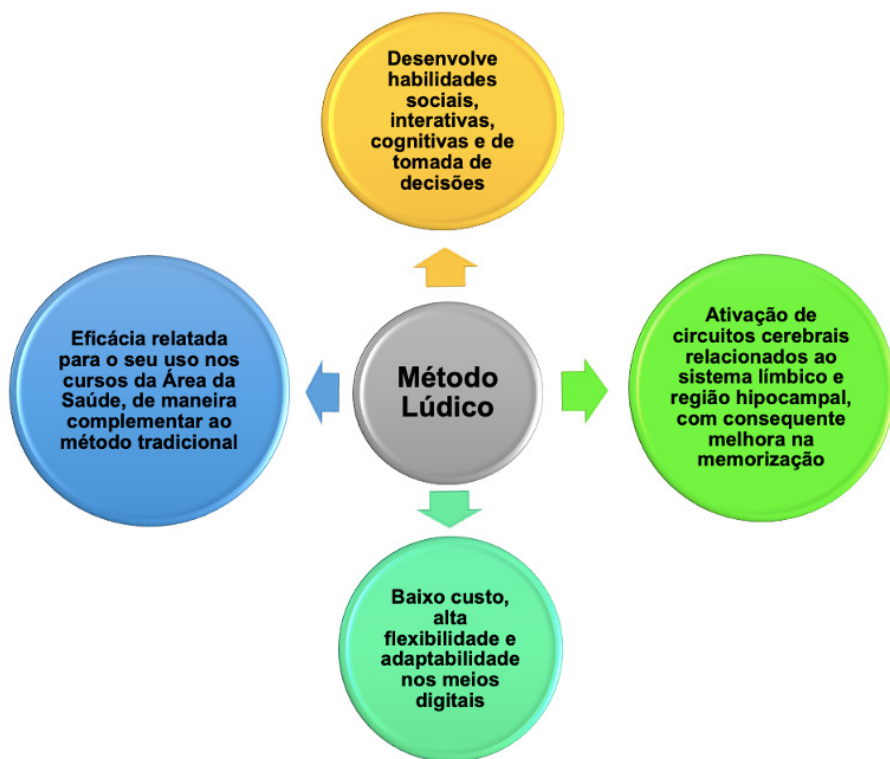 Desenvolve
habilidades
sociais,
interativas,
cognitivas e de
tomada de
decisões
Eficácia relatada
para o seu uso nos
cursos da Área da
Saúde, de maneira
complementar ao
método tradicional
Método
Lúdico
Ativação de
circuitos cerebrais
relacionados ao
sistema límbico e
região hipocampal,
com consequente
melhora na
memorização
Baixo custo,
alta
flexibilidade e
adaptabilidade
nos meios
digitais